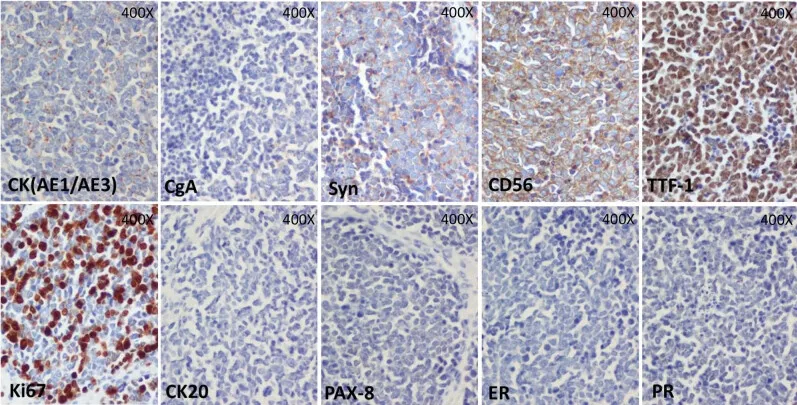 400X
CK(AE1/AE3)
400X
CgA
400X
Syn
400X
CD56
400X
TTF-1
400X
Ki67
400X
CK20
400X
PAX-8
400X
ER
400X
PR